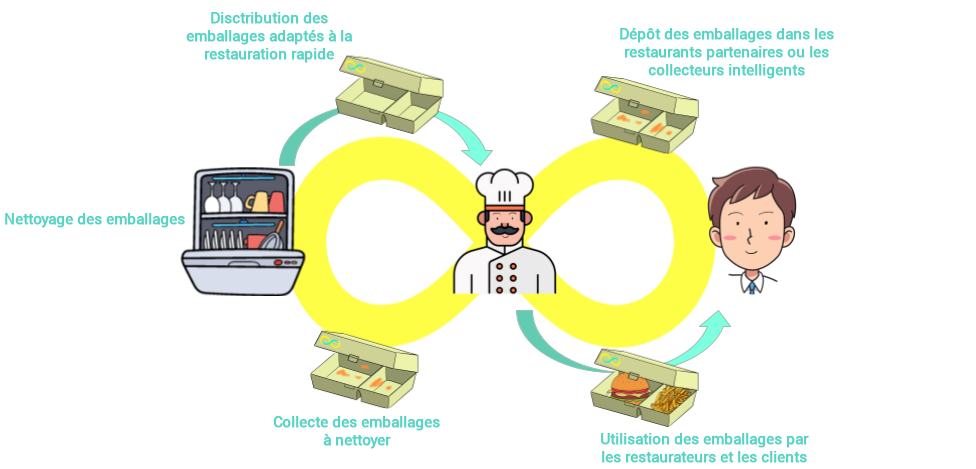 Disctribution des
emballages adaptés à la
restauration rapide
Dépôt des emballages dans les
restaurants partenaires ou les
collecteurs intelligents
Nettoyage des emballages
Collecte des emballages
à nettoyer
Utilisation des emballages par
les restaurateurs et les clients